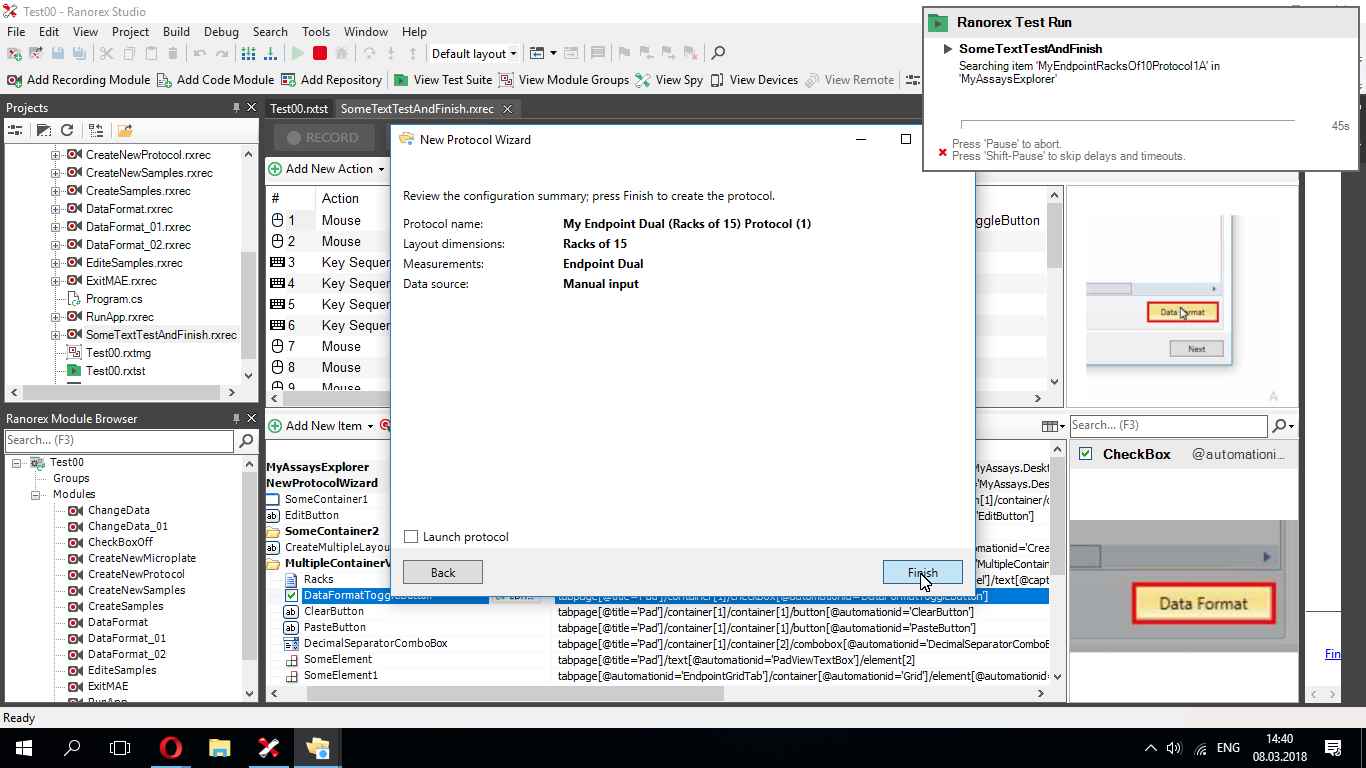 Test00 - Ranorex Studio
File Edit View Project Build Debug Search Tools Window Help
Default layout
Add Recording Module Add Code Module Add Repository View Test Suite View Module Groups View Spy View Devices View Remote
Ranorex Test Run
SomeTextTestAndFinish
Searching item 'MyEndpointRacksOf10Protocol1A' in
'MyAssaysExplorer'
45s
Press 'Pause' to abort.
Press 'Shift-Pause' to skip delays and timeouts.
Projects
CreateNewProtocol.rxrec
CreateNewSamples.rxrec
CreateSamples.rxrec
DataFormat.rxrec
DataFormat_01.rxrec
DataFormat_02.rxrec
EditeSamples.rxrec
ExitMAE.rxrec
Program.cs
RunApp.rxrec
SomeTextTestAndFinish.rxrec
Test00.rxtmg
Test00.rxtst
Ranorex Module Browser
Search... (F3)
Test00
Groups
Modules
ChangeData
ChangeData_01
CheckBoxOff
CreateNewMicroplate
CreateNewProtocol
CreateNewSamples
CreateSamples
DataFormat
DataFormat_01
DataFormat_02
EditeSamples
ExitMAE
RunApp
Test00.rxtst SomeTextTestAndFinish.rxrec
RECORD
Add New Action
# Action
1 Mouse
2 Mouse
3 Key Sequen
4 Key Sequen
5 Key Sequen
6 Key Sequen
7 Mouse
8 Mouse
9 Mouse
ggleButton
New Protocol Wizard
Review the configuration summary; press Finish to create the protocol.
Protocol name: My Endpoint Dual (Racks of 15) Protocol (1)
Layout dimensions: Racks of 15
Measurements: Endpoint Dual
Data source: Manual input
Launch protocol
Back Finish
Data Format
Next
A
Add New Item
Search... (F3)
MyAssaysExplorer MyAssays.Deskt
NewProtocolWizard ='MyAssays.Desk
SomeContainer1 n[1]/container/c
EditButton 'EditButton']
SomeContainer2
CreateMultipleLayou omationid='Crea
MultipleContainerV 'MultipleContain
Racks el']/text[@capt
DataFormatToggleButton tabpage[@title='Pad']/container[1]/checkbox[@automationid='DataFormatToggleButton']
ClearButton tabpage[@title='Pad']/container[1]/container[1]/button[@automationid='ClearButton']
PasteButton tabpage[@title='Pad']/container[1]/container[1]/button[@automationid='PasteButton']
DecimalSeparatorComboBox tabpage[@title='Pad']/container[1]/container[2]/combobox[@automationid='DecimalSeparatorComboB
SomeElement tabpage[@title='Pad']/text[@automationid='PadViewTextBox']/element[2]
SomeElement1 tabpage[@automationid='EndpointGridTab']/container[@automationid='Grid']/element[@automationid=
CheckBox @automationi...
Data Format
Fin
Ready
ENG
14:40
08.03.2018